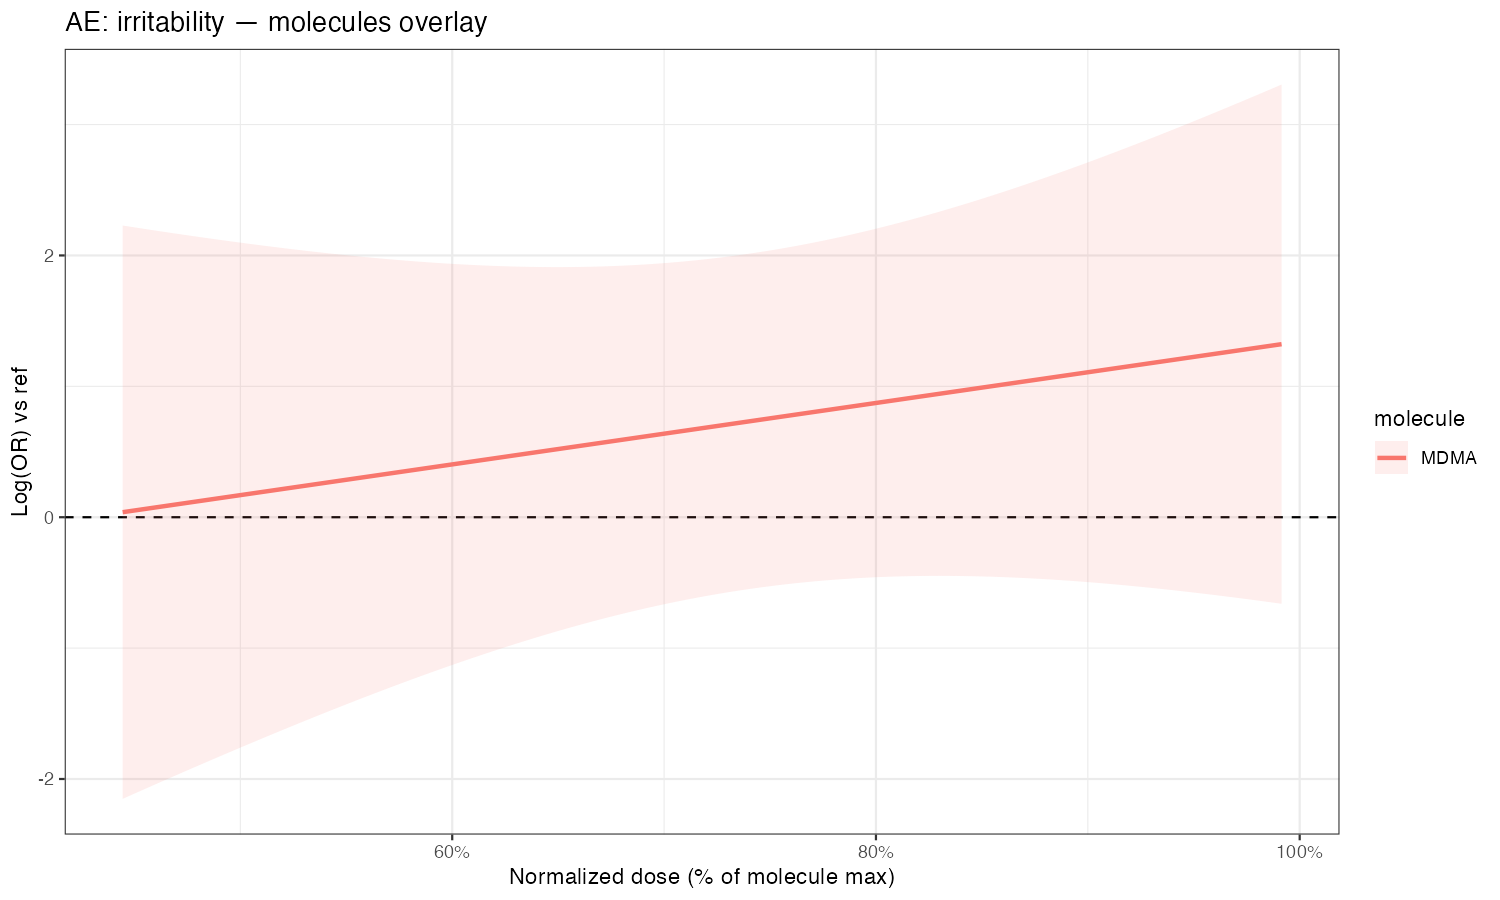 AE: irritability — molecules overlay
Log(OR) vs ref
2
0
-2
60%
80%
100%
Normalized dose (% of molecule max)
molecule
MDMA